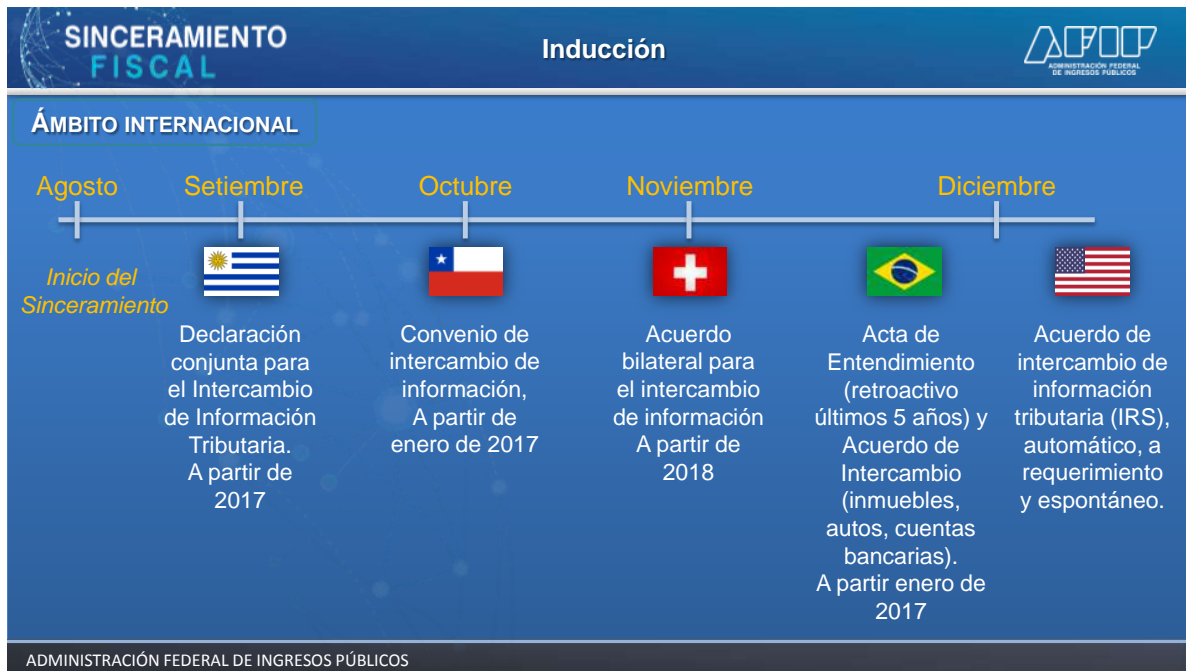 SINCERAMIENTO
FISCAL
Inducción
AFIP
ADMINISTRACIÓN FEDERAL
DE INGRESOS PÚBLICOS
ÁMBITO INTERNACIONAL
Agosto
Setiembre
Octubre
Noviembre
Diciembre
Inicio del
Sinceramiento
Declaración
conjunta para
el Intercambio
de Información
Tributaria.
A partir de
2017
Convenio de
intercambio de
información,
A partir de
enero de 2017
Acuerdo
bilateral para
el intercambio
de información
A partir de
2018
Acta de
Entendimiento
(retroactivo
últimos 5 años) y
Acuerdo de
Intercambio
(inmuebles,
autos, cuentas
bancarias).
A partir enero de
2017
Acuerdo de
intercambio de
información
tributaria (IRS),
automático, a
requerimiento
y espontáneo.
ADMINISTRACIÓN FEDERAL DE INGRESOS PÚBLICOS